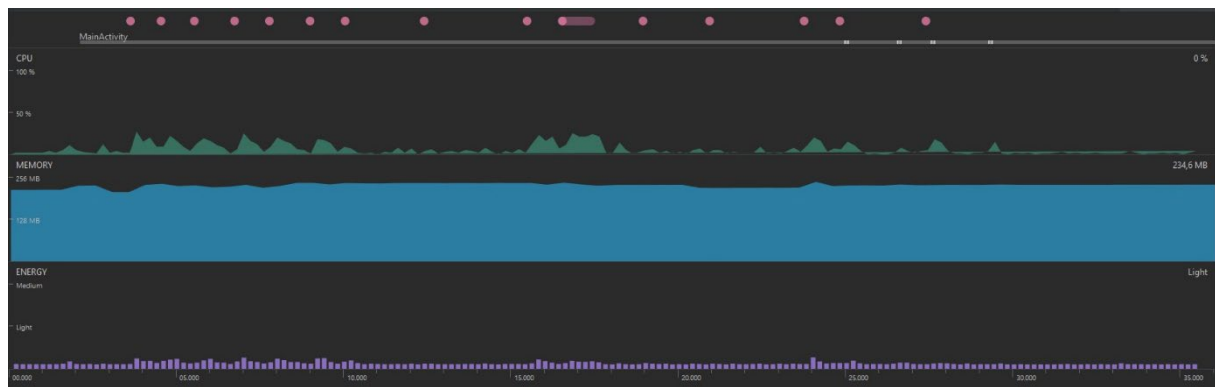 MainActivity
CPU 0 %
100 %
50 %
MEMORY 234,6 MB
256 MB
128 MB
ENERGY Light
Medium
Light
00.000 05.000 10.000 15.000 20.000 25.000 30.000 35.000